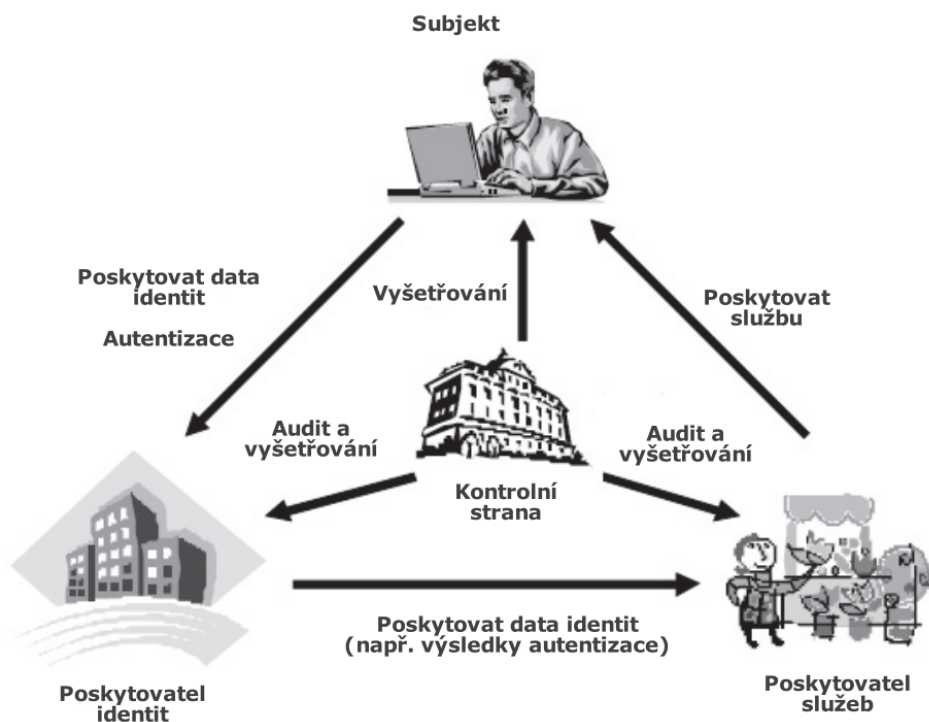 Subjekt
Poskytovat data
identit
Autentizace
Vyšetřování
Poskytovat
službu
Audit a
vyšetřování
Audit a
vyšetřování
Kontrolní
strana
Poskytovat data identit
(např. výsledky autentizace)
Poskytovatel
identit
Poskytovatel
služeb